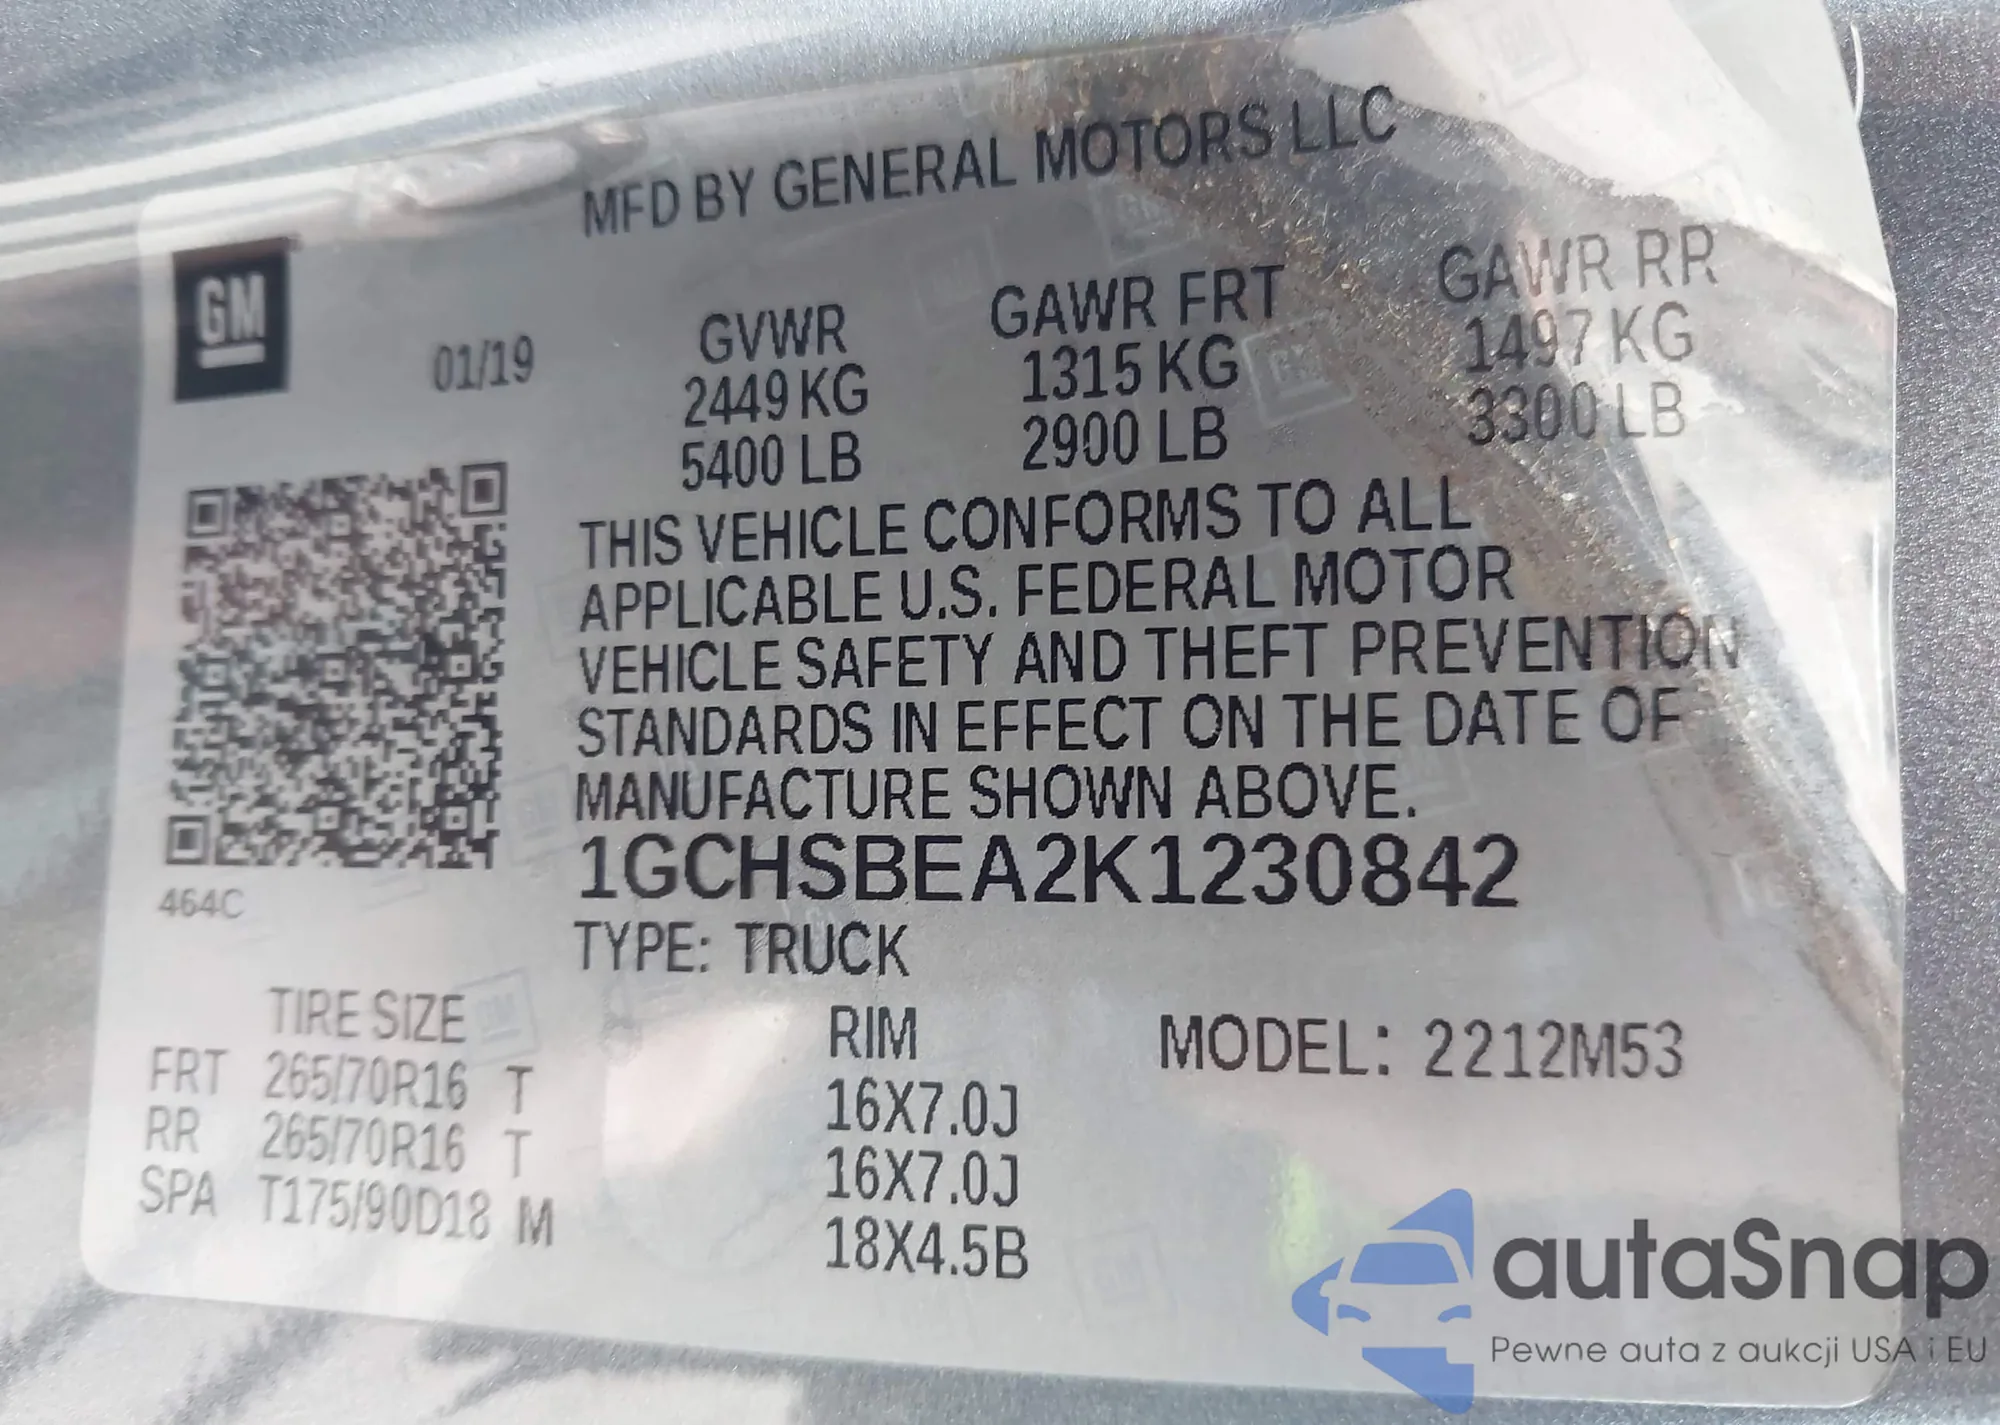 MFD BY GENERAL MOTORS LLC
GM
01/19
GVWR GAWR FRT GAWR RR
2449 KG 1315 KG 1497 KG
5400 LB 2900 LB 3300 LB
THIS VEHICLE CONFORMS TO ALL
APPLICABLE U.S. FEDERAL MOTOR
VEHICLE SAFETY AND THEFT PREVENTION
STANDARDS IN EFFECT ON THE DATE OF
MANUFACTURE SHOWN ABOVE.
1GCHSBEA2K1230842
464C
TYPE: TRUCK
TIRE SIZE RIM MODEL: 2212M53
FRT 265/70R16 T 16X7.0J
RR 265/70R16 T 16X7.0J
SPA T175/90D18 M 18X4.5B
autaSnap
Pewne auta z aukcji USA i EU